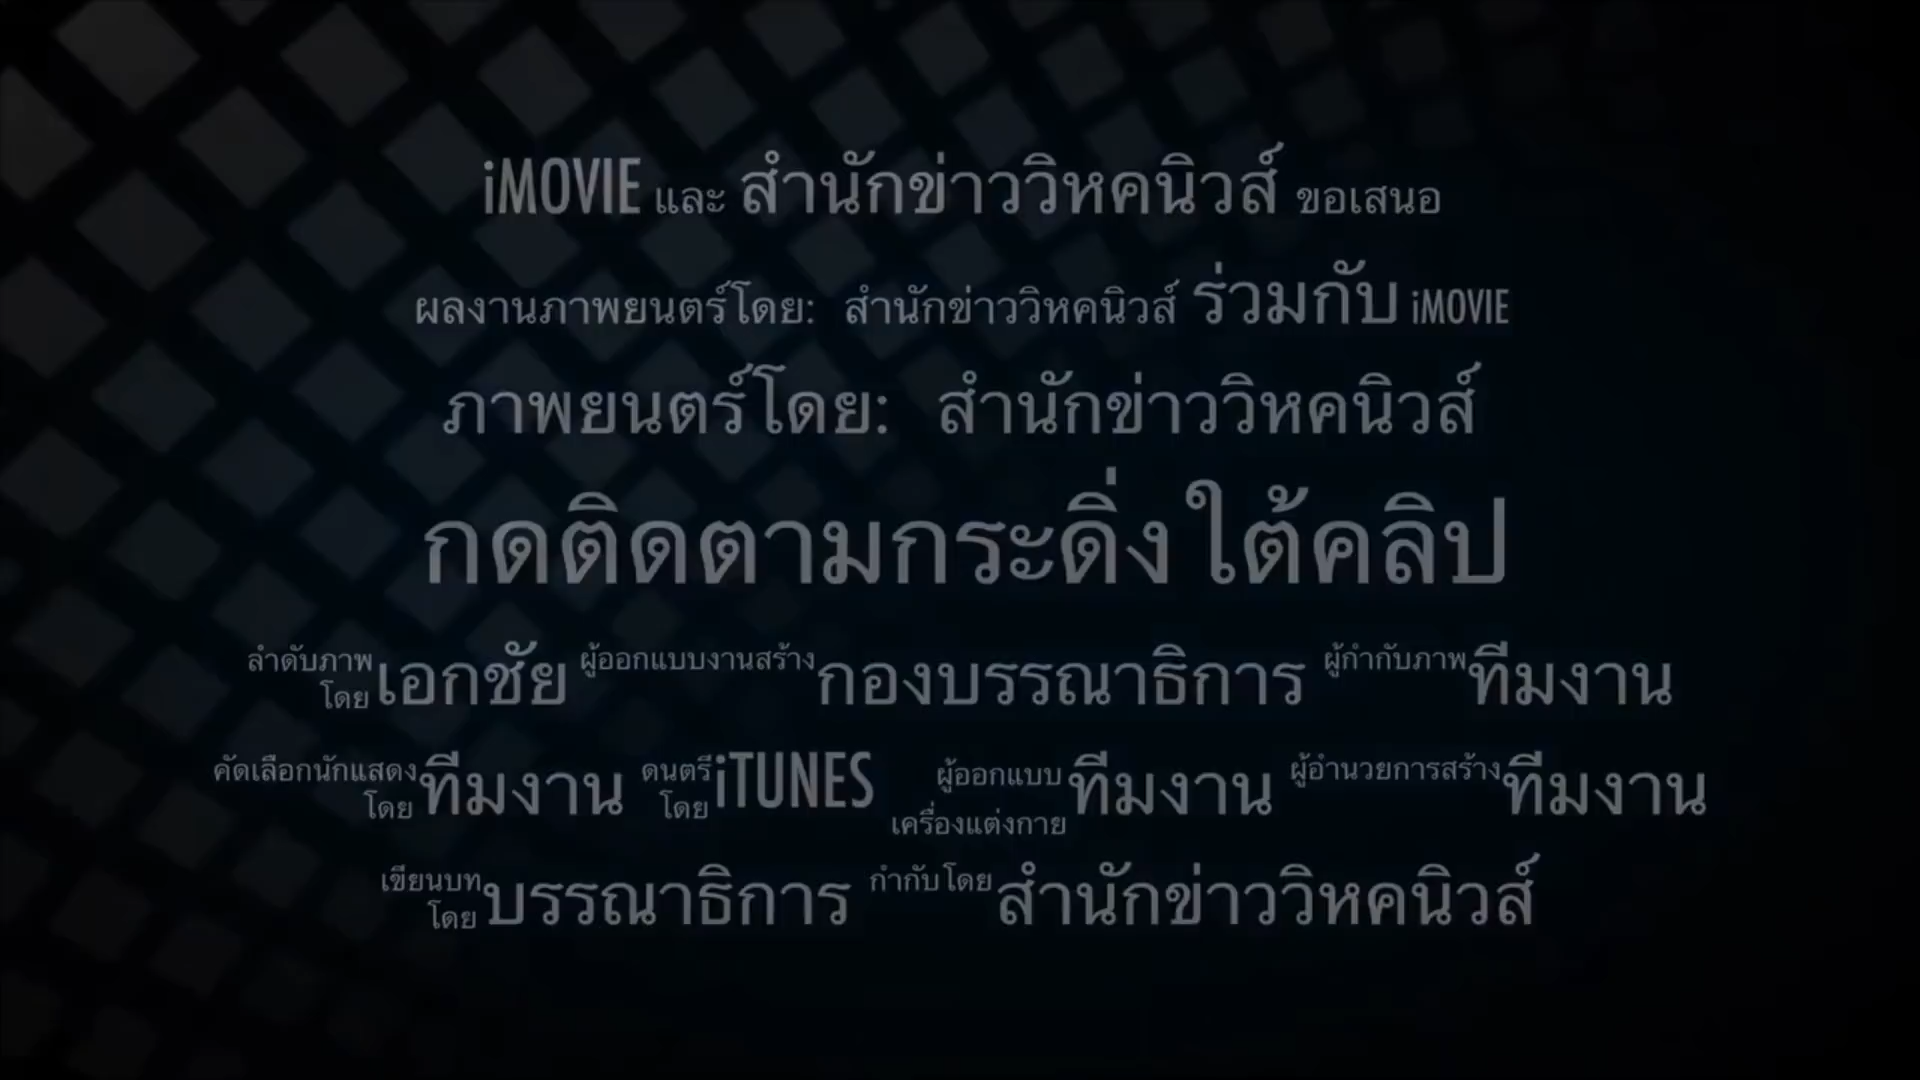 iMOVIE และ สำนักข่าววิหคนิวส์ ขอเสนอ
ผลงานภาพยนตร์โดย: สำนักข่าววิหคนิวส์ ร่วมกับ iMOVIE
ภาพยนตร์โดย: สำนักข่าววิหคนิวส์
กดติดตามกระดิ่งใต้คลิป
ลำดับภาพโดย เอกชัย ผู้ออกแบบงานสร้าง กองบรรณาธิการ ผู้กำกับภาพ ทีมงาน
คัดเลือกนักแสดงโดย ทีมงาน ดนตรีโดย iTUNES ผู้ออกแบบเครื่องแต่งกาย ทีมงาน ผู้อำนวยการสร้าง ทีมงาน
เขียนบทโดย บรรณาธิการ กำกับโดย สำนักข่าววิหคนิวส์